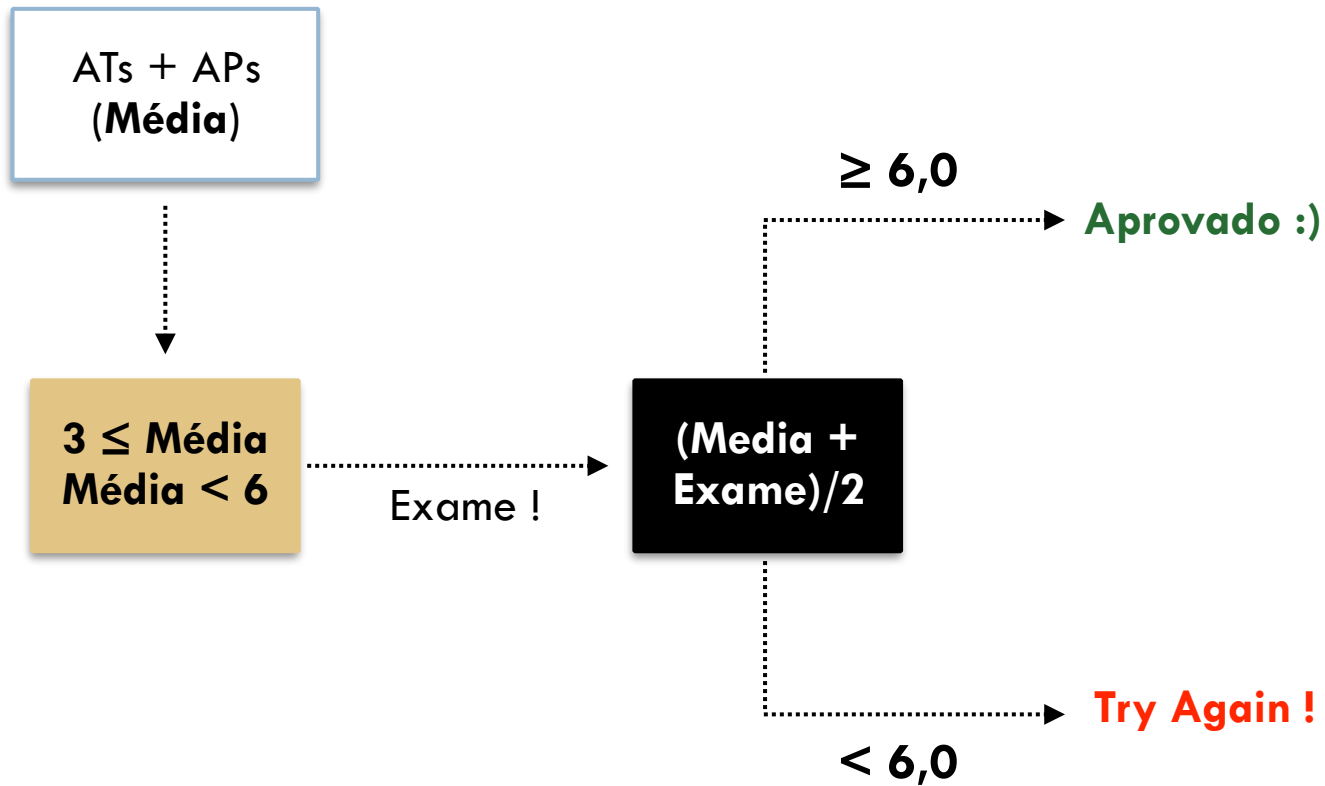 ATs + APs
(Média)
≥ 6,0
Aprovado :)
3 ≤ Média
Média < 6
Exame !
(Media +
Exame)/2
Try Again !
< 6,0